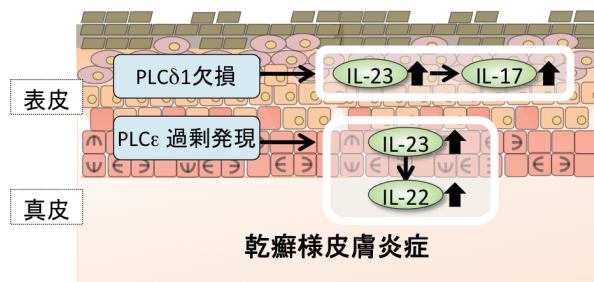 PLCδ1欠損
IL-23
IL-17
表皮
PLCε 過剰発現
IL-23
IL-22
真皮
乾癬様皮膚炎症